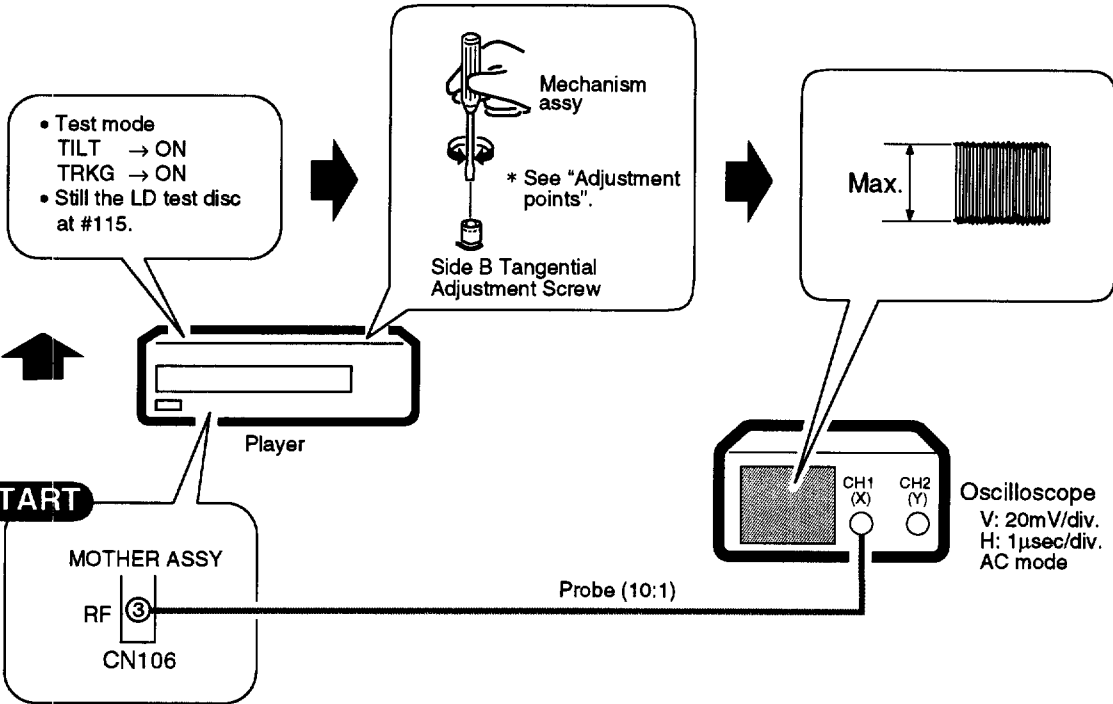 • Test mode
TILT → ON
TRKG → ON
• Still the LD test disc
at #115.
Mechanism
assy
* See “Adjustment
points”.
Side B Tangential
Adjustment Screw
Max.
Player
TART
MOTHER ASSY
RF ③
CN106
Probe (10:1)
CH1
(X)
CH2
(Y)
Oscilloscope
V: 20mV/div.
H: 1µsec/div.
AC mode